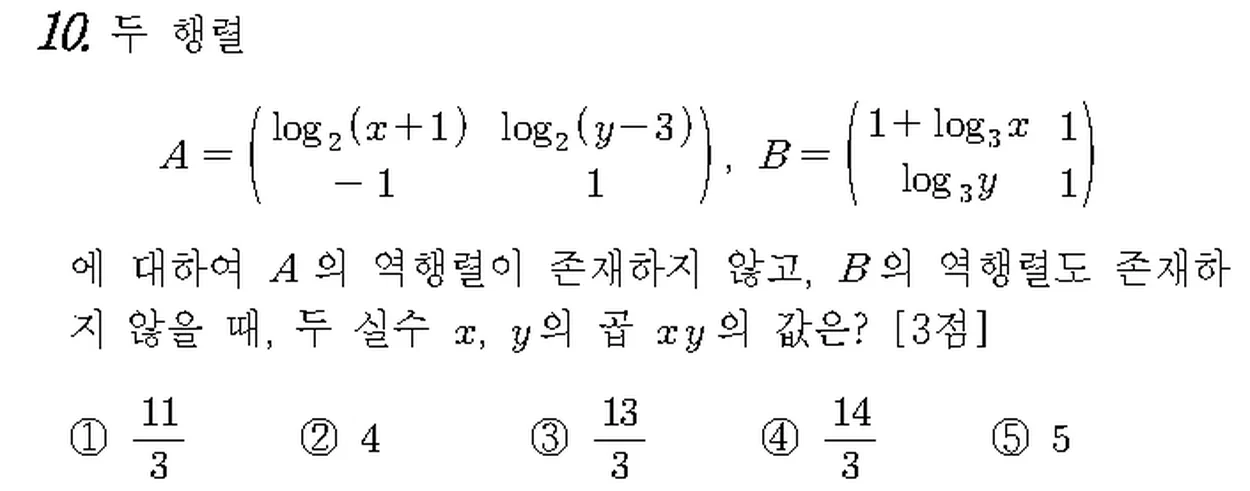 10. 두 행렬
A = ( log₂(x+1) log₂(y−3) ), B = ( 1+log₃x 1 )
−1 1 log₃y 1
에 대하여 A의 역행렬이 존재하지 않고, B의 역행렬도 존재하
지 않을 때, 두 실수 x, y의 곱 xy의 값은? [3점]
① 11/3 ② 4 ③ 13/3 ④ 14/3 ⑤ 5